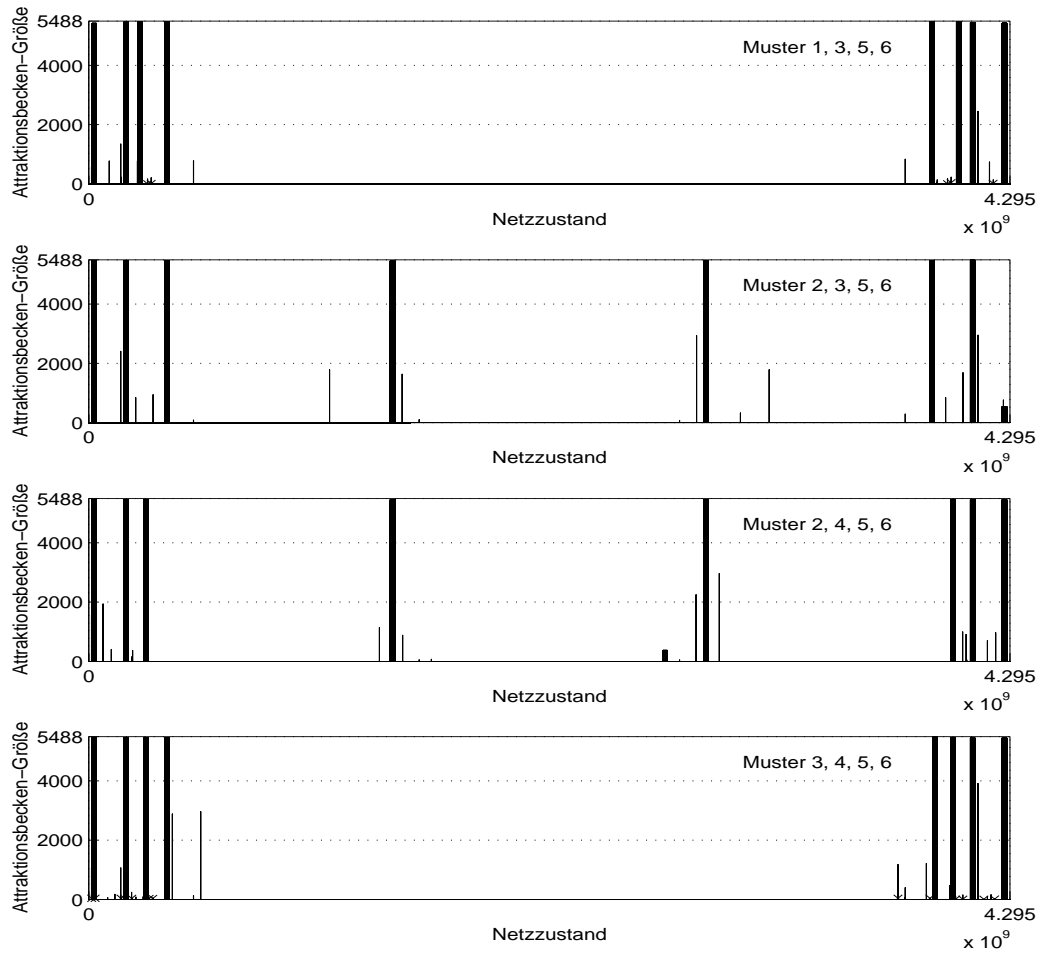 5488
Muster 1, 3, 5, 6
4000
2000
0
Attraktionsbecken−Größe
0
4.295
Netzzustand
x 10^9
5488
Muster 2, 3, 5, 6
4000
2000
0
Attraktionsbecken−Größe
0
4.295
Netzzustand
x 10^9
5488
Muster 2, 4, 5, 6
4000
2000
0
Attraktionsbecken−Größe
0
4.295
Netzzustand
x 10^9
5488
Muster 3, 4, 5, 6
4000
2000
0
Attraktionsbecken−Größe
0
4.295
Netzzustand
x 10^9